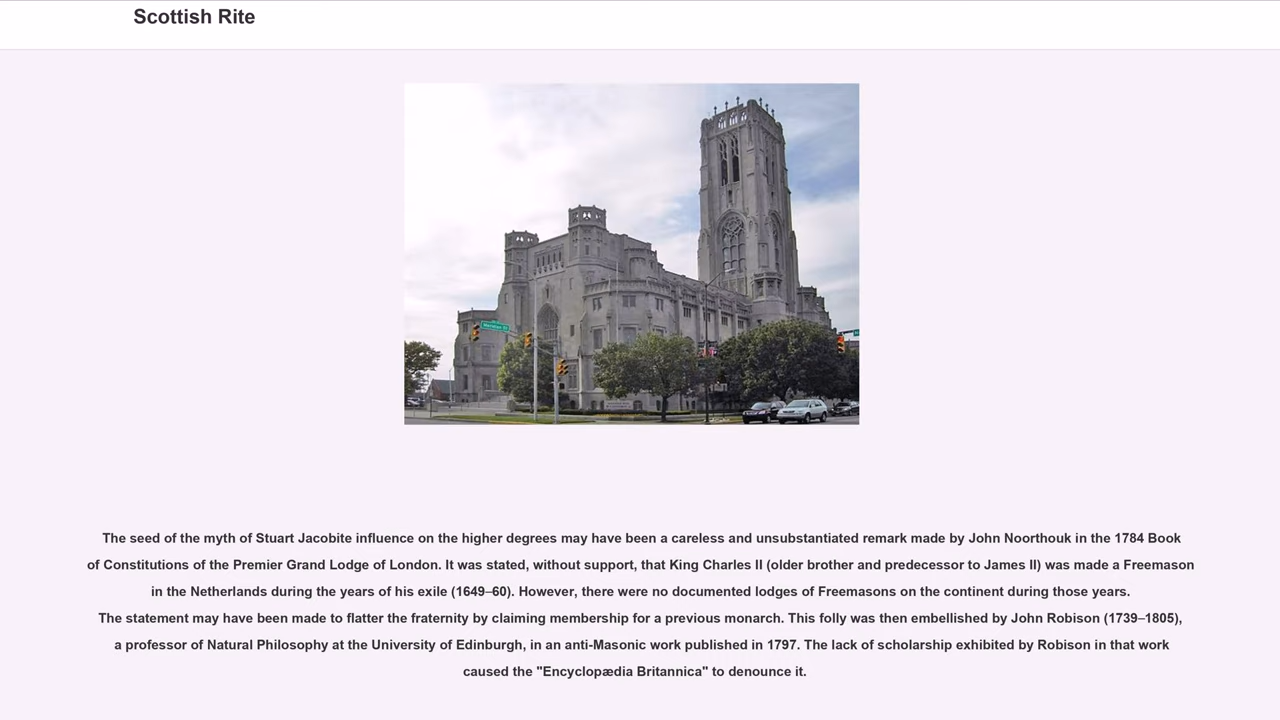 Scottish Rite
Meridian St
The seed of the myth of Stuart Jacobite influence on the higher degrees may have been a careless and unsubstantiated remark made by John Noorthouk in the 1784 Book
of Constitutions of the Premier Grand Lodge of London. It was stated, without support, that King Charles II (older brother and predecessor to James II) was made a Freemason
in the Netherlands during the years of his exile (1649–60). However, there were no documented lodges of Freemasons on the continent during those years.
The statement may have been made to flatter the fraternity by claiming membership for a previous monarch. This folly was then embellished by John Robison (1739–1805),
a professor of Natural Philosophy at the University of Edinburgh, in an anti-Masonic work published in 1797. The lack of scholarship exhibited by Robison in that work
caused the "Encyclopædia Britannica" to denounce it.